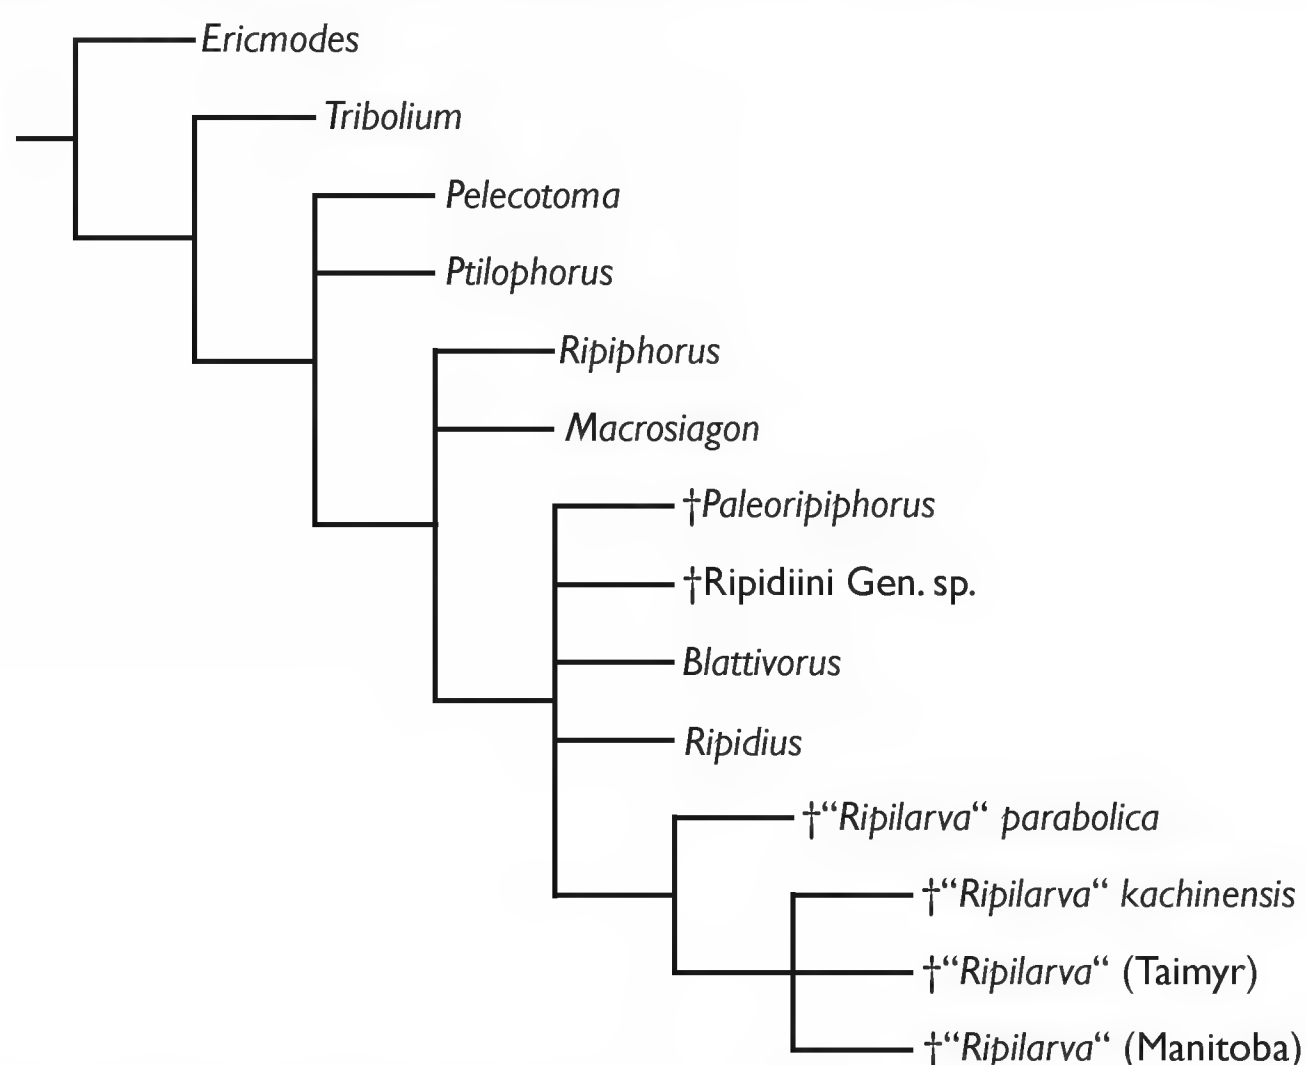 Ericmodes
Tribolium
Pelecotoma
Ptilophorus
Ripiphorus
Macrosiagon
†Paleoripiphorus
†Ripidiini Gen. sp.
Blattivorus
Ripidius
†“Ripilarva“ parabolica
†“Ripilarva“ kachinensis
†“Ripilarva“ (Taimyr)
†“Ripilarva“ (Manitoba)